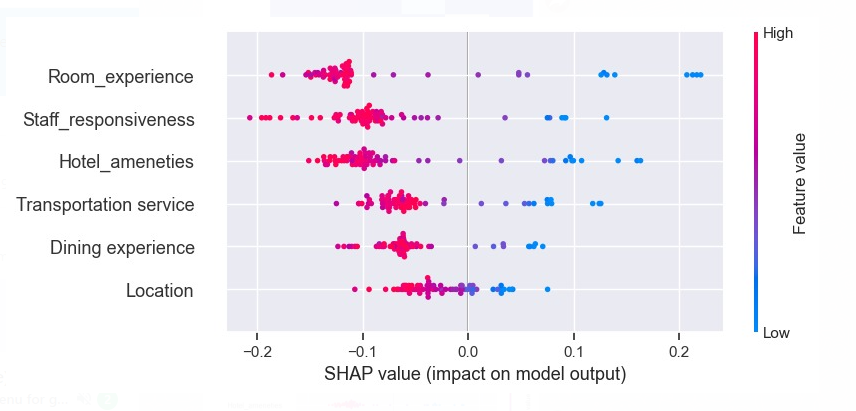 High
Room_experience
Staff_responsiveness
Hotel_ameneties
Transportation service
Dining experience
Location
Feature value
Low
−0.2 −0.1 0.0 0.1 0.2
SHAP value (impact on model output)